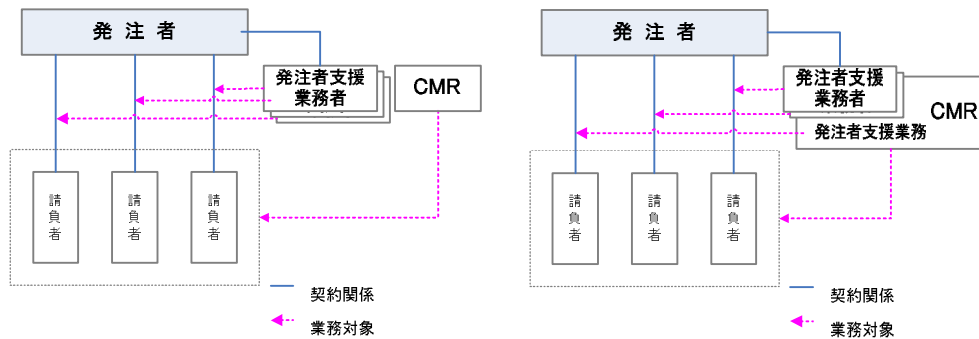 発注者
発注者支援
業務者
CMR
請負者
請負者
請負者
契約関係
業務対象
発注者
発注者支援
業務者
CMR
発注者支援業務
請負者
請負者
請負者
契約関係
業務対象